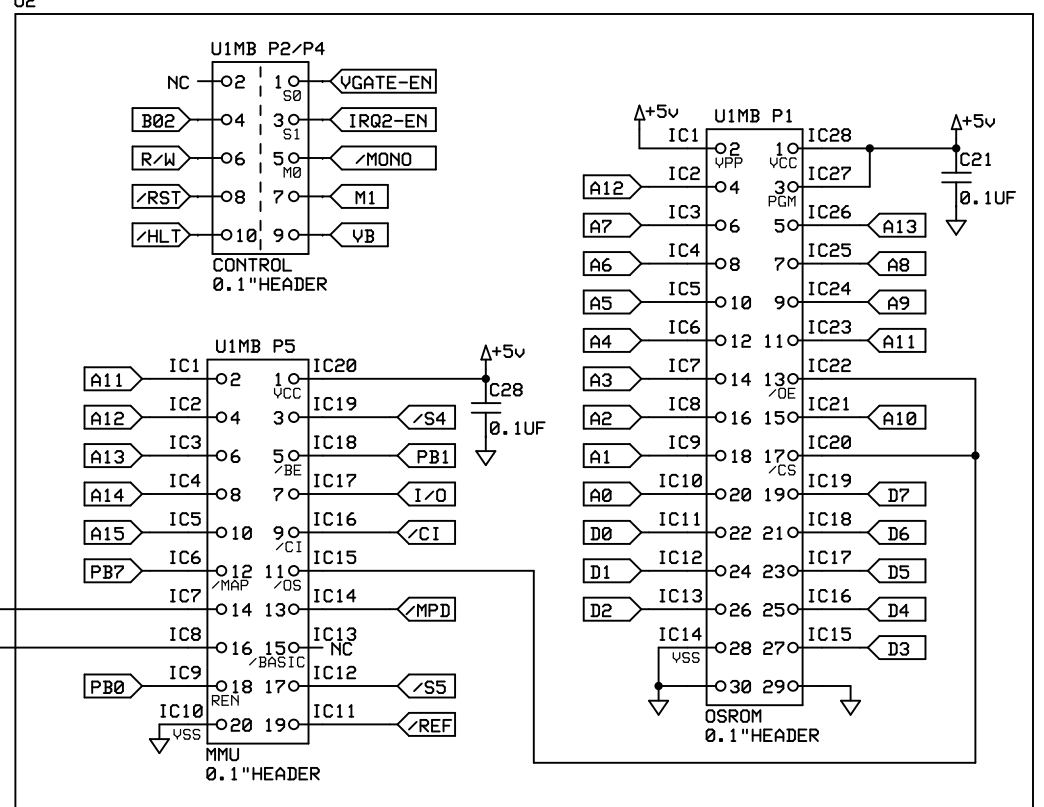 U2
U1MB P2/P4
NC 2 1 VGATE-EN
S0
B02 4 3 IRQ2-EN
S1
R/W 6 5 /MONO
M0
/RST 8 7 M1
/HLT 10 9 VB
CONTROL
0.1"HEADER
U1MB P5
+5v
IC1 IC20
A11 2 1
VCC
C28
0.1UF
IC2 IC19
A12 4 3 /S4
IC3 IC18
A13 6 5 PB1
/BE
IC4 IC17
A14 8 7 I/O
IC5 IC16
A15 10 9 /CI
/CI
IC6 IC15
PB7 12 11
/MAP /OS
IC7 IC14
14 13 /MPD
IC8 IC13
16 15 NC
/BASIC
IC9 IC12
PB0 18 17 /S5
REN
IC10 IC11
VSS 20 19 /REF
MMU
0.1"HEADER
+5v
U1MB P1
+5v
IC1 IC28
2 1
VPP VCC
C21
0.1UF
IC2 IC27
A12 4 3
PGM
IC3 IC26
A7 6 5 A13
IC4 IC25
A6 8 7 A8
IC5 IC24
A5 10 9 A9
IC6 IC23
A4 12 11 A11
IC7 IC22
A3 14 13
/OE
IC8 IC21
A2 16 15 A10
IC9 IC20
A1 18 17
/CS
IC10 IC19
A0 20 19 D7
IC11 IC18
D0 22 21 D6
IC12 IC17
D1 24 23 D5
IC13 IC16
D2 26 25 D4
IC14 IC15
VSS 28 27 D3
30 29
OSROM
0.1"HEADER